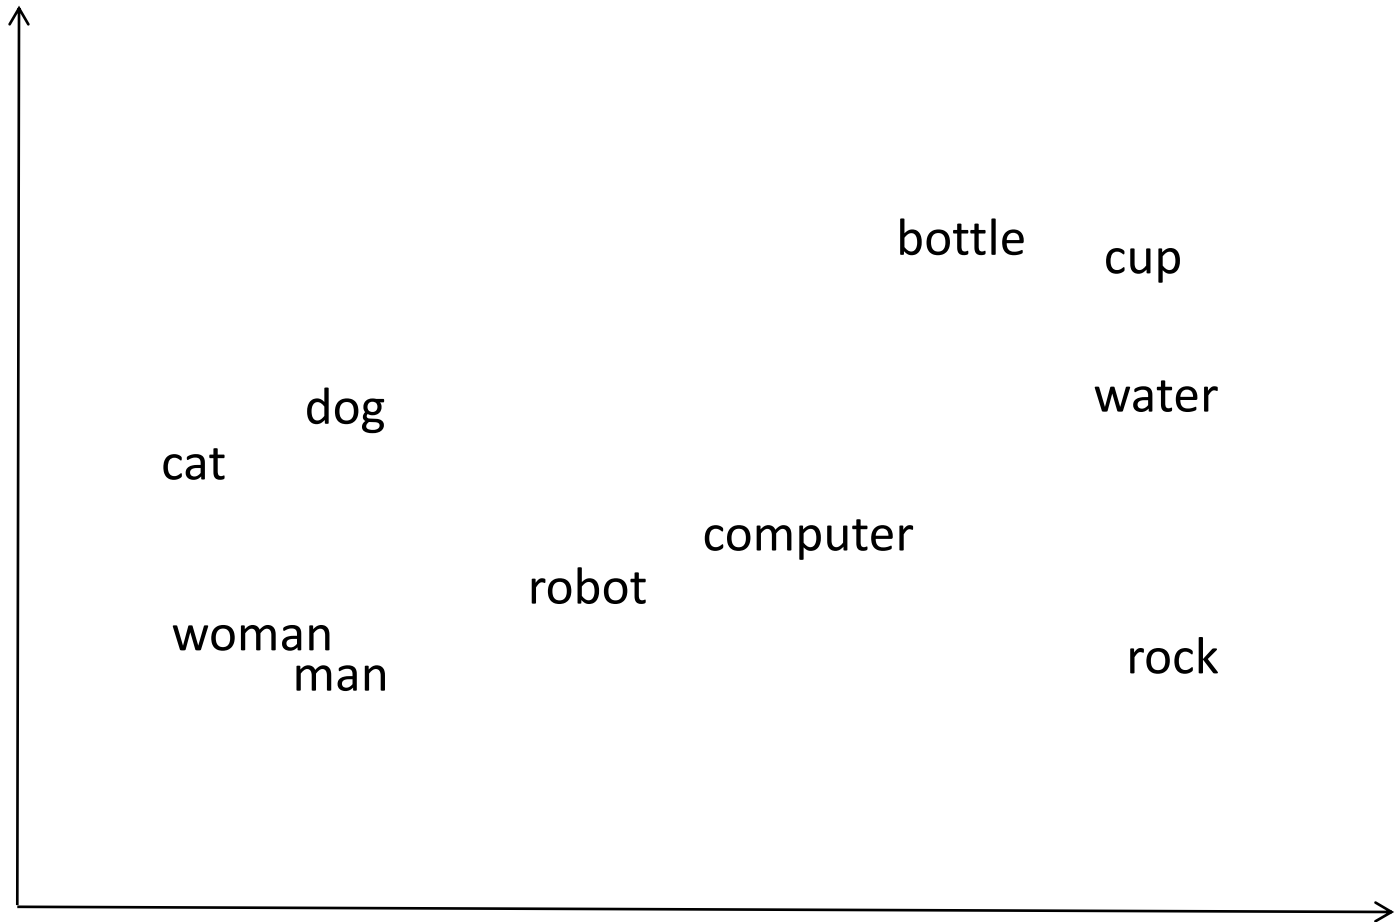 bottle
cup
dog
water
cat
computer
robot
woman
man
rock